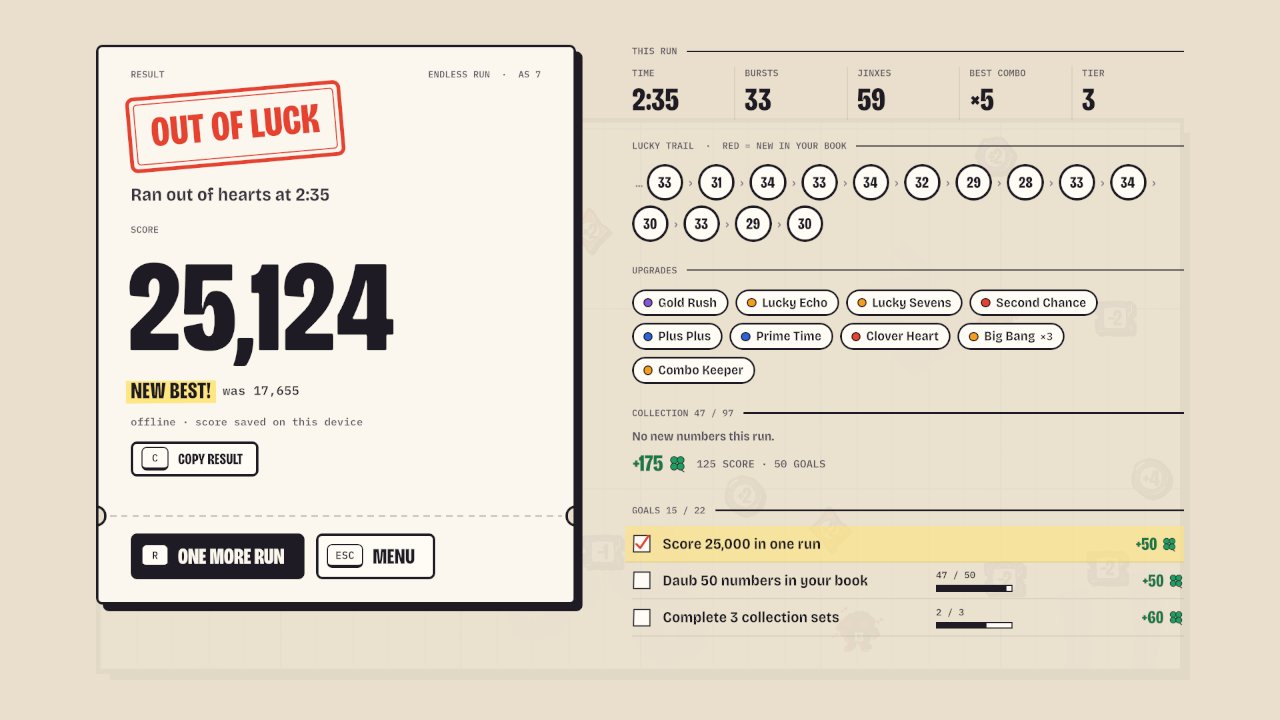 RESULT
ENDLESS RUN · AS 7
OUT OF LUCK
Ran out of hearts at 2:35
SCORE
25,124
NEW BEST! was 17,655
offline · score saved on this device
C COPY RESULT
R ONE MORE RUN
ESC MENU
THIS RUN
TIME BURSTS JINXES BEST COMBO TIER
2:35 33 59 ×5 3
LUCKY TRAIL · RED = NEW IN YOUR BOOK
… 33 › 31 › 34 › 33 › 34 › 32 › 29 › 28 › 33 › 34 ›
30 › 33 › 29 › 30
UPGRADES
Gold Rush Lucky Echo Lucky Sevens Second Chance
Plus Plus Prime Time Clover Heart Big Bang ×3
Combo Keeper
COLLECTION 47 / 97
No new numbers this run.
+175 125 SCORE · 50 GOALS
GOALS 15 / 22
Score 25,000 in one run +50
Daub 50 numbers in your book 47 / 50 +50
Complete 3 collection sets 2 / 3 +60